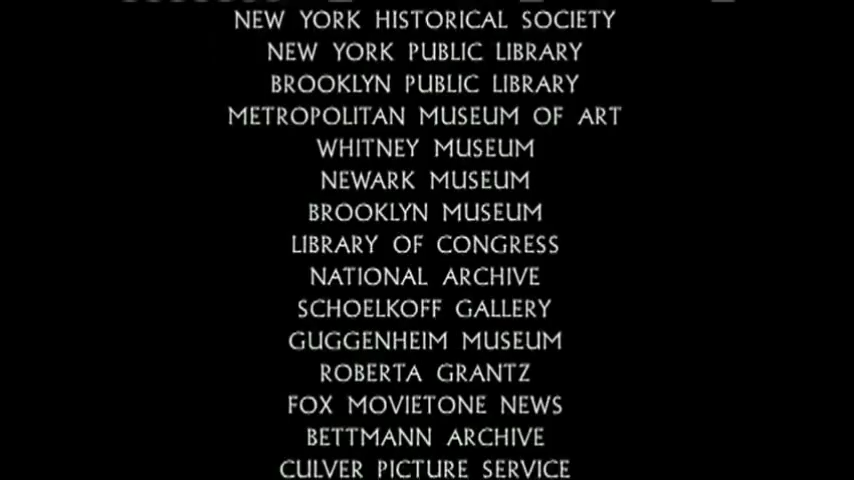 NEW YORK HISTORICAL SOCIETY
NEW YORK PUBLIC LIBRARY
BROOKLYN PUBLIC LIBRARY
METROPOLITAN MUSEUM OF ART
WHITNEY MUSEUM
NEWARK MUSEUM
BROOKLYN MUSEUM
LIBRARY OF CONGRESS
NATIONAL ARCHIVE
SCHOELKOFF GALLERY
GUGGENHEIM MUSEUM
ROBERTA GRANTZ
FOX MOVIETONE NEWS
BETTMANN ARCHIVE
CULVER PICTURE SERVICE